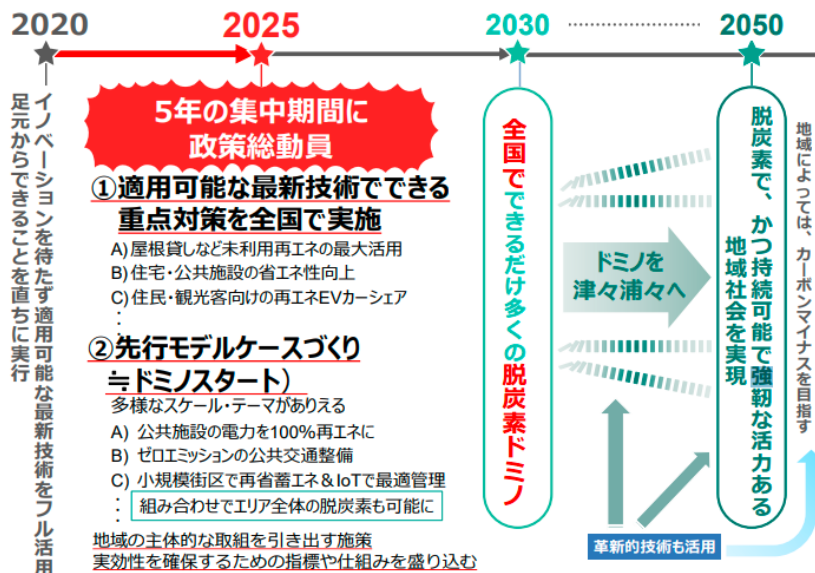 2020
2025
2030
2050
イノベーションを待たず適用可能な最新技術をフル活用
足元からできることを直ちに実行
5年の集中期間に
政策総動員
①適用可能な最新技術でできる
重点対策を全国で実施
A)屋根貸しなど未利用再エネの最大活用
B)住宅・公共施設の省エネ性向上
C)住民・観光客向けの再エネEVカーシェア
②先行モデルケースづくり
≒ドミノスタート)
多様なスケール・テーマがありえる
A) 公共施設の電力を100%再エネに
B) ゼロエミッションの公共交通整備
C) 小規模街区で再省蓄エネ&IoTで最適管理
組み合わせでエリア全体の脱炭素も可能に
地域の主体的な取組を引き出す施策
実効性を確保するための指標や仕組みを盛り込む
全国でできるだけ多くの脱炭素ドミノ
ドミノを
津々浦々へ
革新的技術も活用
脱炭素で、かつ持続可能で強靭な活力ある
地域社会を実現
地域によっては、カーボンマイナスを目指す